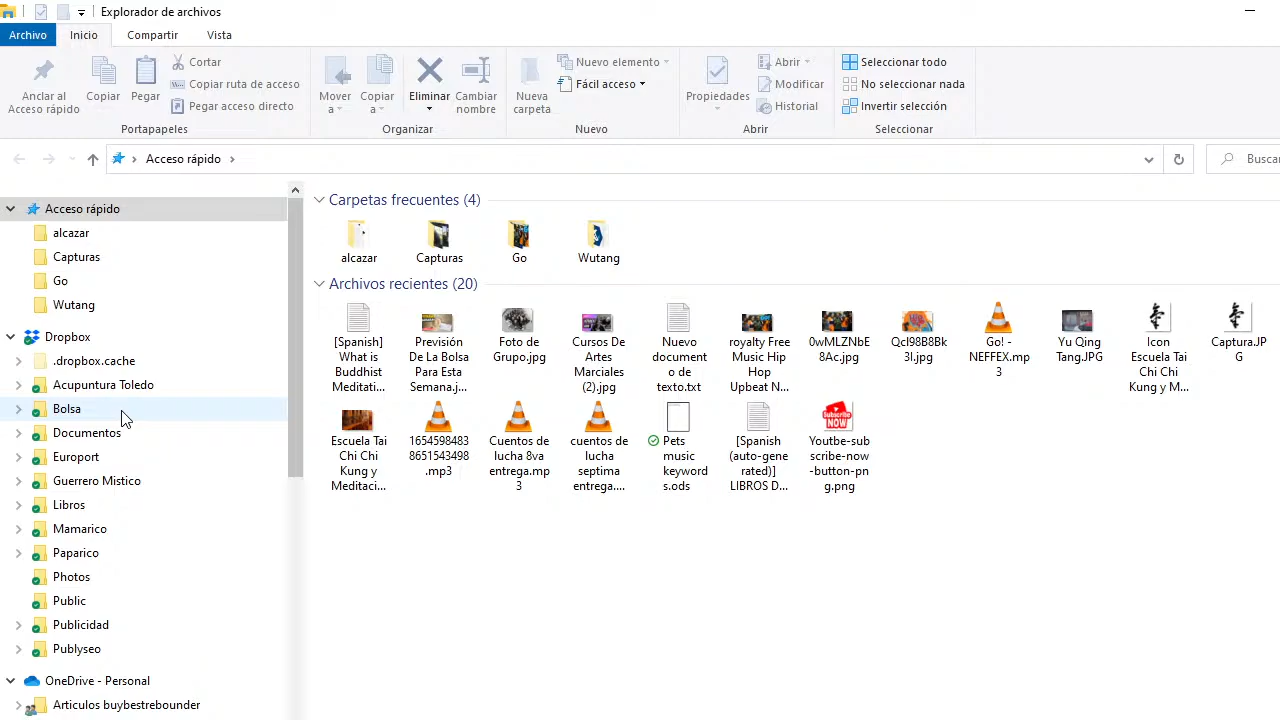 Explorador de archivos
Archivo Inicio Compartir Vista
Anclar al
Acceso rápido
Copiar
Pegar
Cortar
Copiar ruta de acceso
Pegar acceso directo
Portapapeles
Mover
a
Copiar
a
Eliminar
Cambiar
nombre
Organizar
Nueva
carpeta
Nuevo elemento
Fácil acceso
Nuevo
Propiedades
Abrir
Modificar
Historial
Abrir
Seleccionar todo
No seleccionar nada
Invertir selección
Seleccionar
Acceso rápido
Buscar
Acceso rápido
alcazar
Capturas
Go
Wutang
Dropbox
.dropbox.cache
Acupuntura Toledo
Bolsa
Documentos
Europort
Guerrero Mistico
Libros
Mamarico
Paparico
Photos
Public
Publicidad
Publyseo
OneDrive - Personal
Articulos buybestrebounder
Carpetas frecuentes (4)
alcazar
Capturas
Go
Wutang
Archivos recientes (20)
[Spanish]
What is
Buddhist
Meditati...
Previsión
De La Bolsa
Para Esta
Semana.j...
Foto de
Grupo.jpg
Cursos De
Artes
Marciales
(2).jpg
Nuevo
document
o de
texto.txt
royalty Free
Music Hip
Hop
Upbeat N...
0wMLZNbE
8Ac.jpg
QcI98B8Bk
3I.jpg
Go! -
NEFFEX.mp
3
Yu Qing
Tang.JPG
Icon
Escuela Tai
Chi Chi
Kung y M...
Captura.JP
G
Escuela Tai
Chi Chi
Kung y
Meditaci...
1654598483
8651543498
.mp3
Cuentos de
lucha 8va
entrega.mp
3
cuentos de
lucha
septima
entrega....
Pets
music
keyword
s.ods
[Spanish
(auto-gene
rated)]
LIBROS D...
Youtbe-sub
scribe-now
-button-pn
g.png